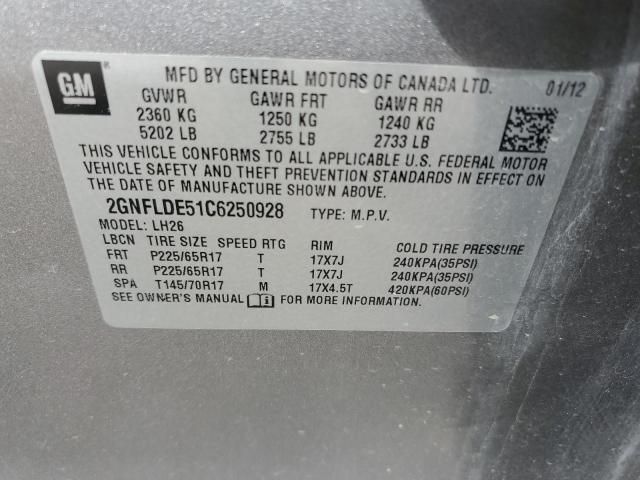 GM
MFD BY GENERAL MOTORS OF CANADA LTD. 01/12
GVWR GAWR FRT GAWR RR
2360 KG 1250 KG 1240 KG
5202 LB 2755 LB 2733 LB
THIS VEHICLE CONFORMS TO ALL APPLICABLE U.S. FEDERAL MOTOR
VEHICLE SAFETY AND THEFT PREVENTION STANDARDS IN EFFECT ON
THE DATE OF MANUFACTURE SHOWN ABOVE.
2GNFLDE51C6250928 TYPE: M.P.V.
MODEL: LH26
LBCN TIRE SIZE SPEED RTG RIM COLD TIRE PRESSURE
FRT P225/65R17 T 17X7J 240KPA(35PSI)
RR P225/65R17 T 17X7J 240KPA(35PSI)
SPA T145/70R17 M 17X4.5T 420KPA(60PSI)
SEE OWNER'S MANUAL FOR MORE INFORMATION.